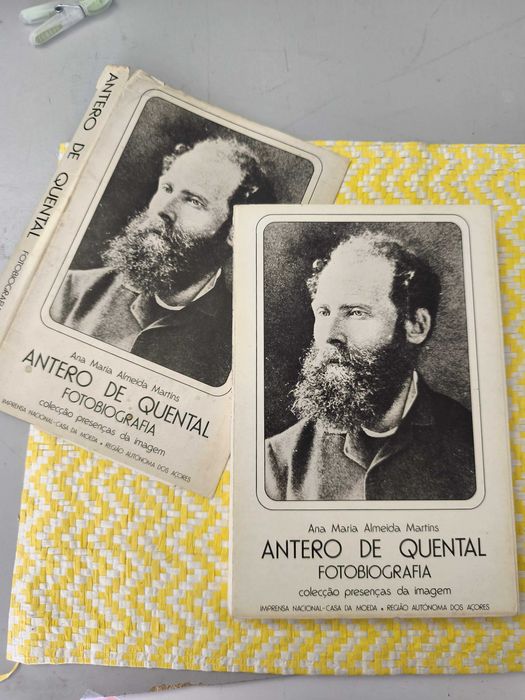 ANTERO DE QUENTAL
Ana Maria Almeida Martins
ANTERO DE QUENTAL
FOTOBIOGRAFIA
colecção presenças da imagem
IMPRENSA NACIONAL-CASA DA MOEDA • REGIÃO AUTÓNOMA DOS AÇORES
Ana Maria Almeida Martins
ANTERO DE QUENTAL
FOTOBIOGRAFIA
colecção presenças da imagem
IMPRENSA NACIONAL-CASA DA MOEDA • REGIÃO AUTÓNOMA DOS AÇORES